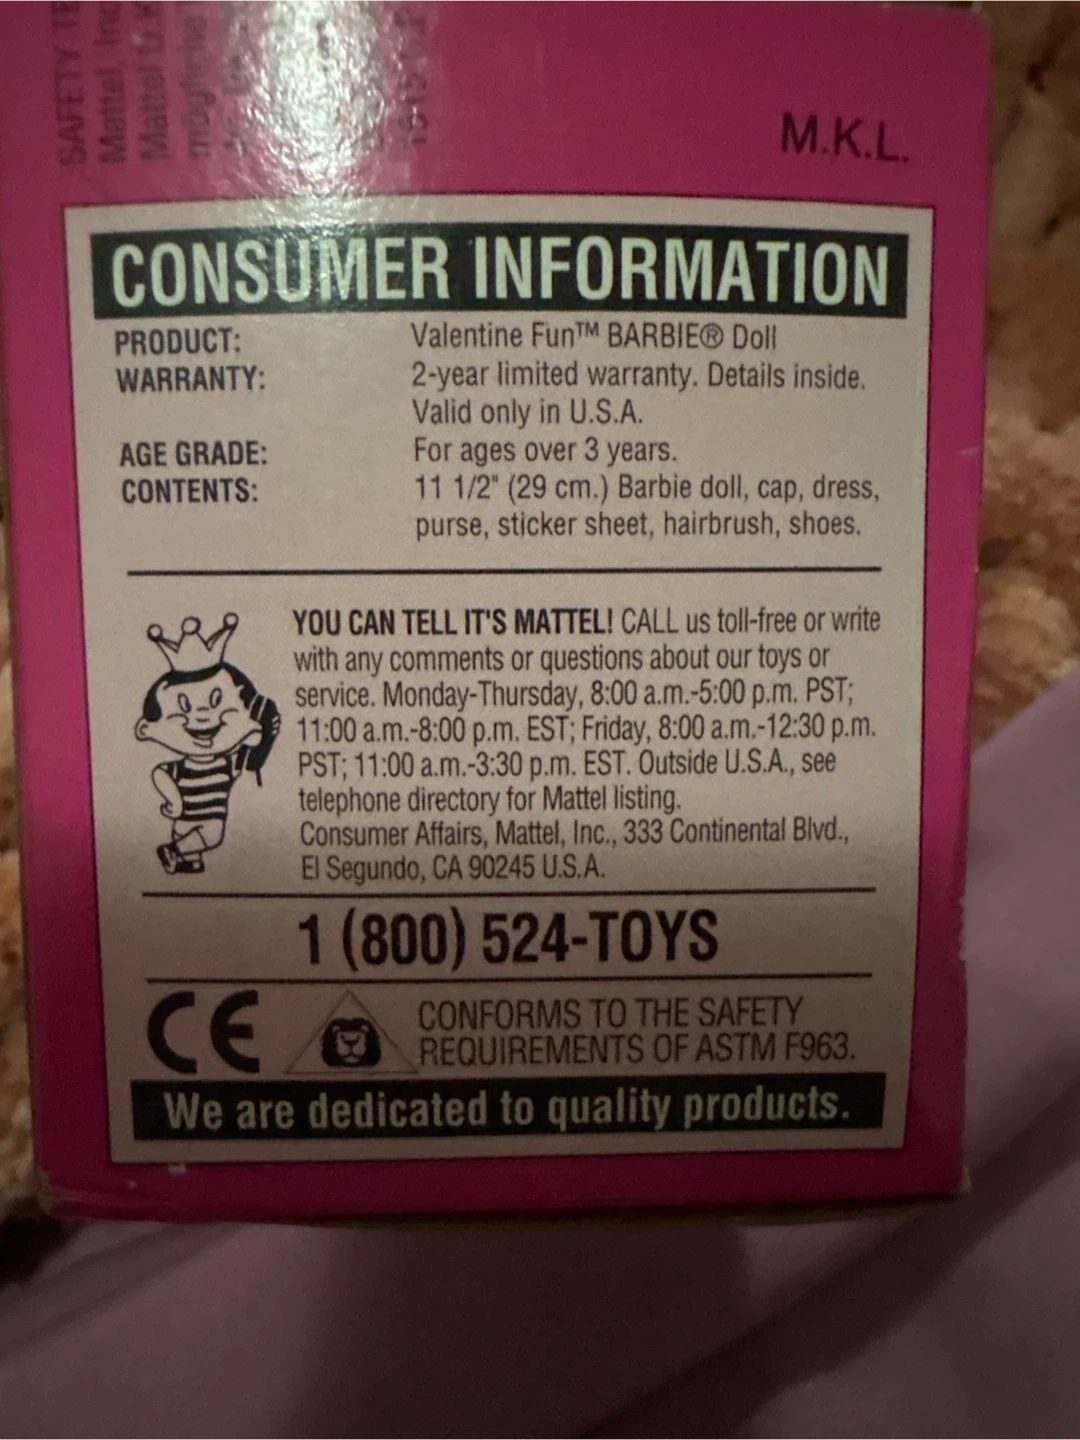 SAFETY TE
Mattel, Inc
Mattel U.K
M.K.L.
CONSUMER INFORMATION
PRODUCT: Valentine Fun™ BARBIE® Doll
WARRANTY: 2-year limited warranty. Details inside.
Valid only in U.S.A.
AGE GRADE: For ages over 3 years.
CONTENTS: 11 1/2" (29 cm.) Barbie doll, cap, dress,
purse, sticker sheet, hairbrush, shoes.
YOU CAN TELL IT'S MATTEL! CALL us toll-free or write
with any comments or questions about our toys or
service. Monday-Thursday, 8:00 a.m.-5:00 p.m. PST;
11:00 a.m.-8:00 p.m. EST; Friday, 8:00 a.m.-12:30 p.m.
PST; 11:00 a.m.-3:30 p.m. EST. Outside U.S.A., see
telephone directory for Mattel listing.
Consumer Affairs, Mattel, Inc., 333 Continental Blvd.,
El Segundo, CA 90245 U.S.A.
1 (800) 524-TOYS
CE
CONFORMS TO THE SAFETY
REQUIREMENTS OF ASTM F963.
We are dedicated to quality products.